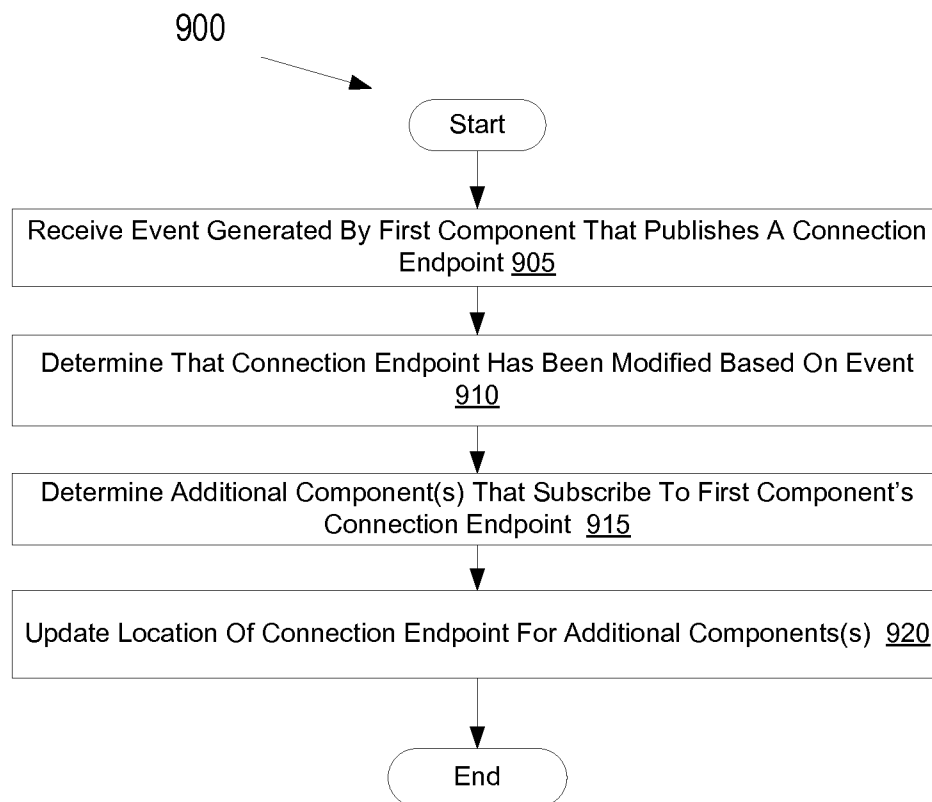 900
Start
Receive Event Generated By First Component That Publishes A Connection
Endpoint 905
Determine That Connection Endpoint Has Been Modified Based On Event
910
Determine Additional Component(s) That Subscribe To First Component's
Connection Endpoint 915
Update Location Of Connection Endpoint For Additional Components(s) 920
End